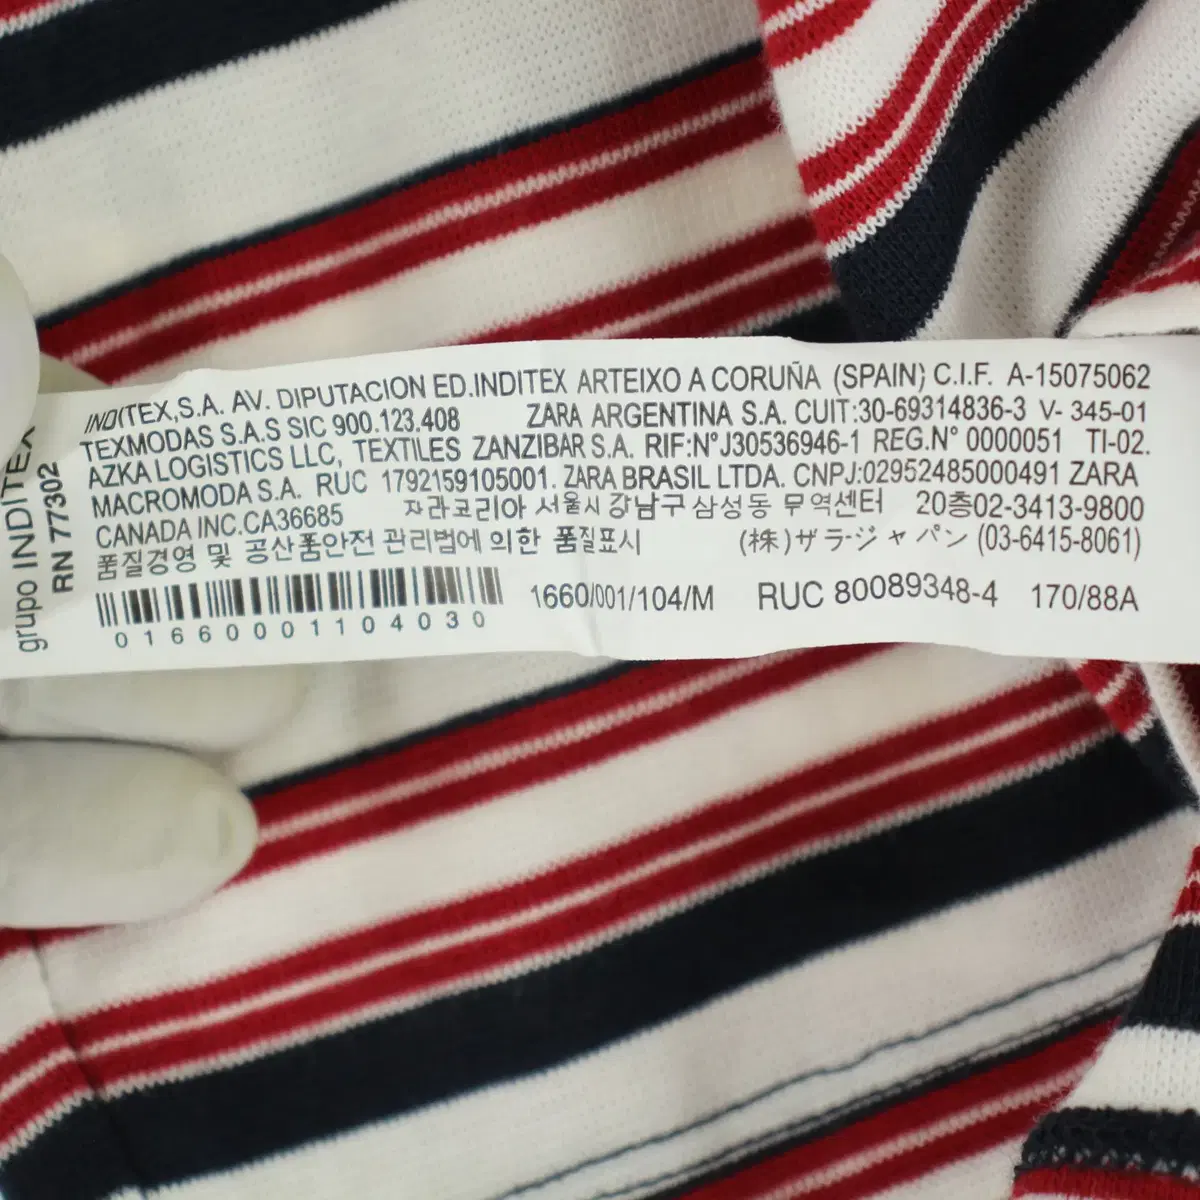 grupo INDITEX
RN 77302
INDITEX,S.A. AV. DIPUTACION ED.INDITEX ARTEIXO A CORUÑA (SPAIN) C.I.F. A-15075062
TEXMODAS S.A.S SIC 900.123.408 ZARA ARGENTINA S.A. CUIT:30-69314836-3 V- 345-01
AZKA LOGISTICS LLC, TEXTILES ZANZIBAR S.A. RIF:N°J30536946-1 REG.N° 0000051 TI-02.
MACROMODA S.A. RUC 1792159105001. ZARA BRASIL LTDA. CNPJ:02952485000491 ZARA
CANADA INC.CA36685 자라코리아 서울시 강남구 삼성동 무역센터 20층02-3413-9800
품질경영 및 공산품안전 관리법에 의한 품질표시 (株)ザラ-ジャパン (03-6415-8061)
1660/001/104/M RUC 80089348-4 170/88A
01660001104030